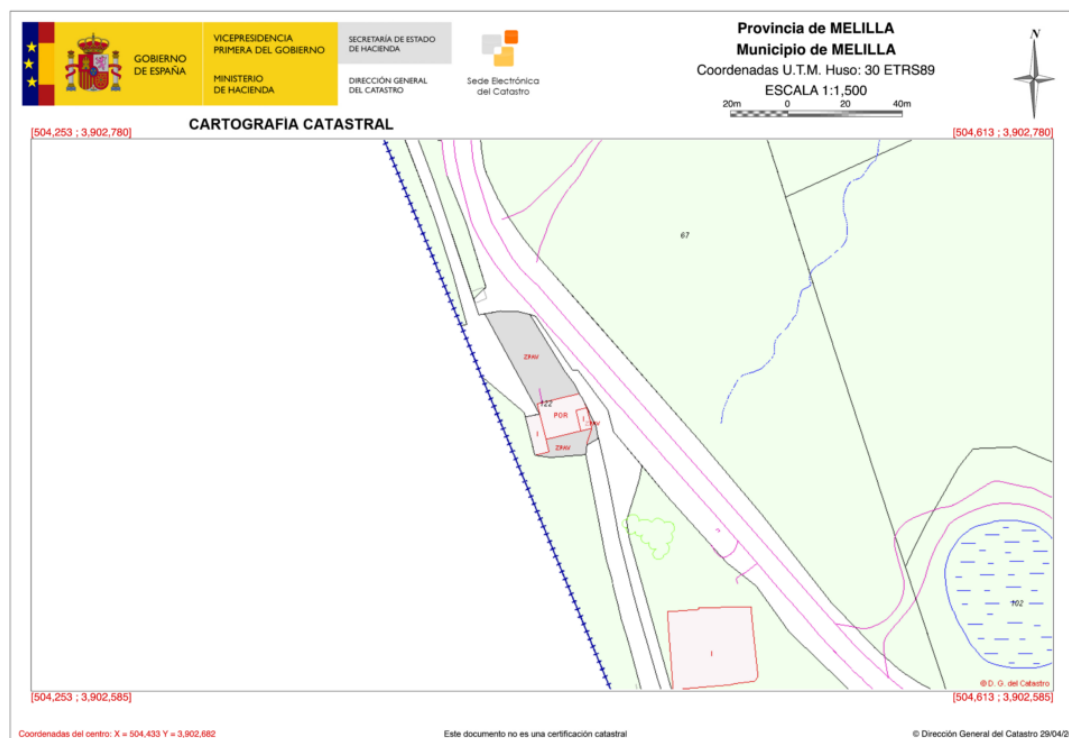 GOBIERNO
DE ESPAÑA
VICEPRESIDENCIA
PRIMERA DEL GOBIERNO
MINISTERIO
DE HACIENDA
SECRETARÍA DE ESTADO
DE HACIENDA
DIRECCIÓN GENERAL
DEL CATASTRO
Sede Electrónica
del Catastro
Provincia de MELILLA
Municipio de MELILLA
Coordenadas U.T.M. Huso: 30 ETRS89
ESCALA 1:1,500
20m 0 20 40m
N
CARTOGRAFIA CATASTRAL
[504,253 ; 3,902,780]
[504,613 ; 3,902,780]
67
ZPAV
122
POR
I
I
ZPAV
102
I
© D. G. del Catastro
[504,253 ; 3,902,585]
[504,613 ; 3,902,585]
Coordenadas del centro: X = 504,433 Y = 3,902,682
Este documento no es una certificación catastral
© Dirección General del Catastro 29/04/2